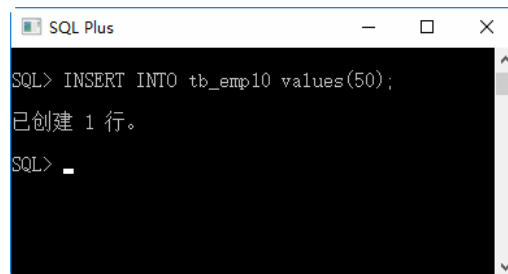 SQL Plus
SQL> INSERT INTO tb_emp10 values(50);
已创建 1 行。
SQL>